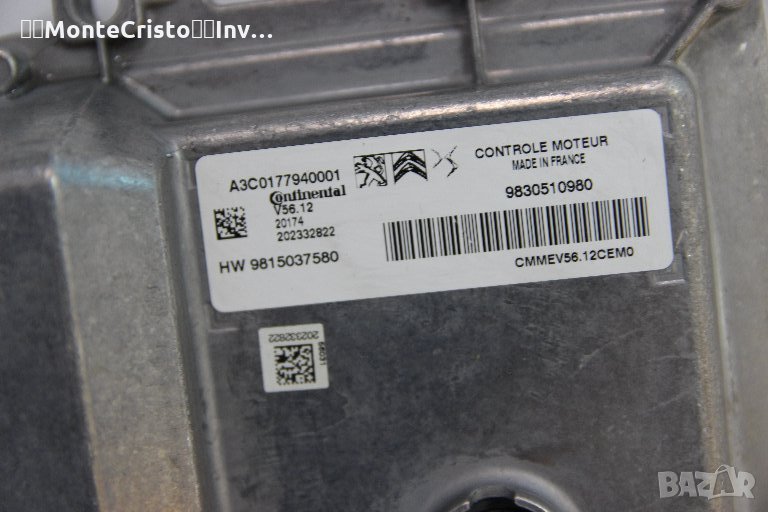 MonteCristo Inv...
A3C0177940001
Continental
V56.12
20174
202332822
HW 9815037580
CONTROLE MOTEUR
MADE IN FRANCE
9830510980
CMMEV56.12CEM0
202332822
56031
BAZAR